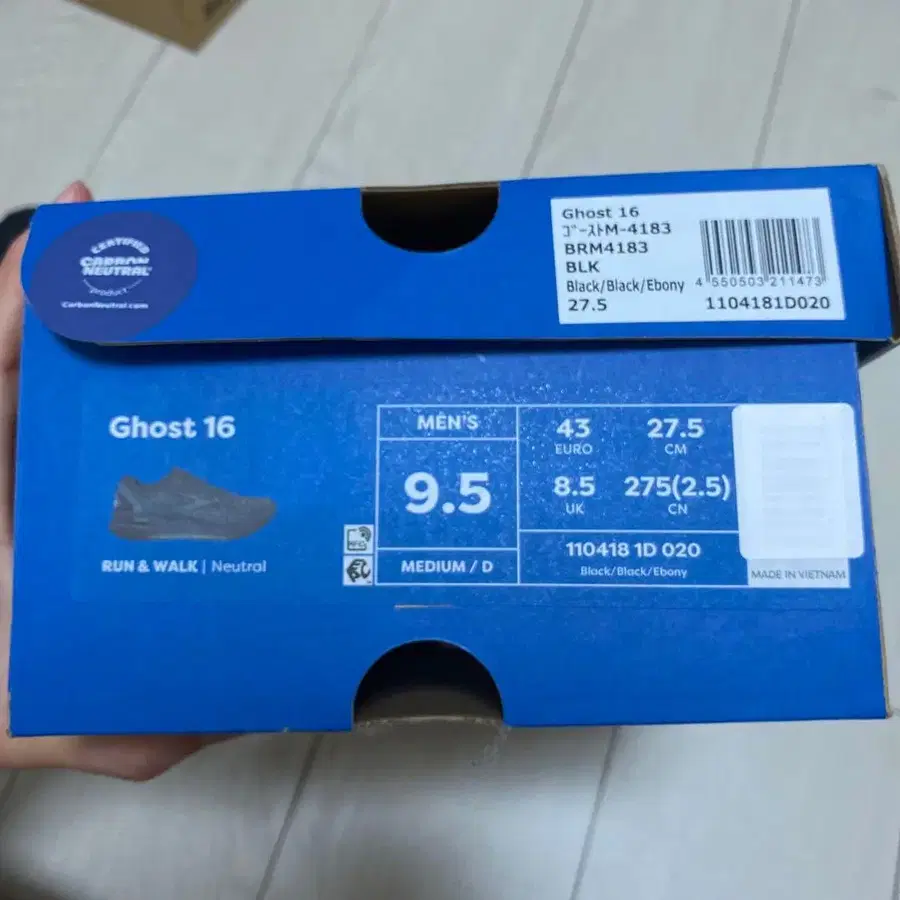 CERTIFIED
CARBON
NEUTRAL
product
CarbonNeutral.com
Ghost 16
ｺﾞｰｽﾄM-4183
BRM4183
BLK
Black/Black/Ebony
27.5
4 550503 211473
1104181D020
Ghost 16
RUN & WALK | Neutral
MEN'S
9.5
MEDIUM / D
43
EURO
27.5
CM
8.5
UK
275(2.5)
CN
110418 1D 020
Black/Black/Ebony
MADE IN VIETNAM